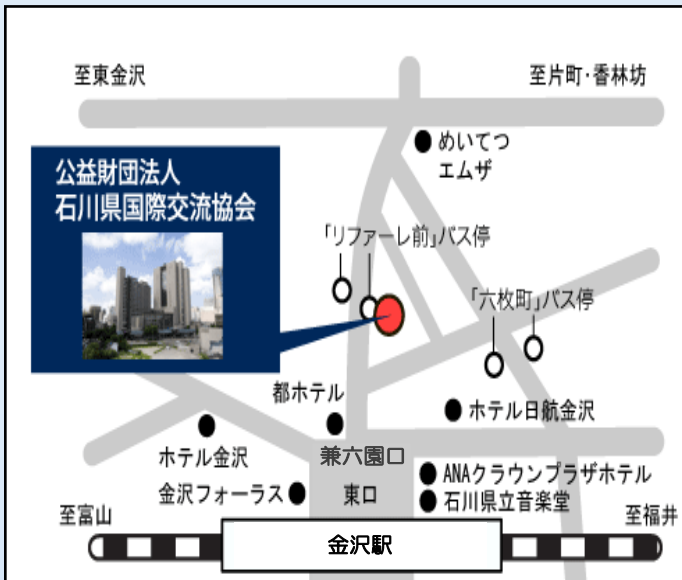 至東金沢
至片町・香林坊
めいてつ
エムザ
公益財団法人
石川県国際交流協会
「リファーレ前」バス停
「六枚町」バス停
都ホテル
ホテル日航金沢
ホテル金沢
兼六園口
金沢フォーラス
東口
ANAクラウンプラザホテル
石川県立音楽堂
至富山
至福井
金沢駅